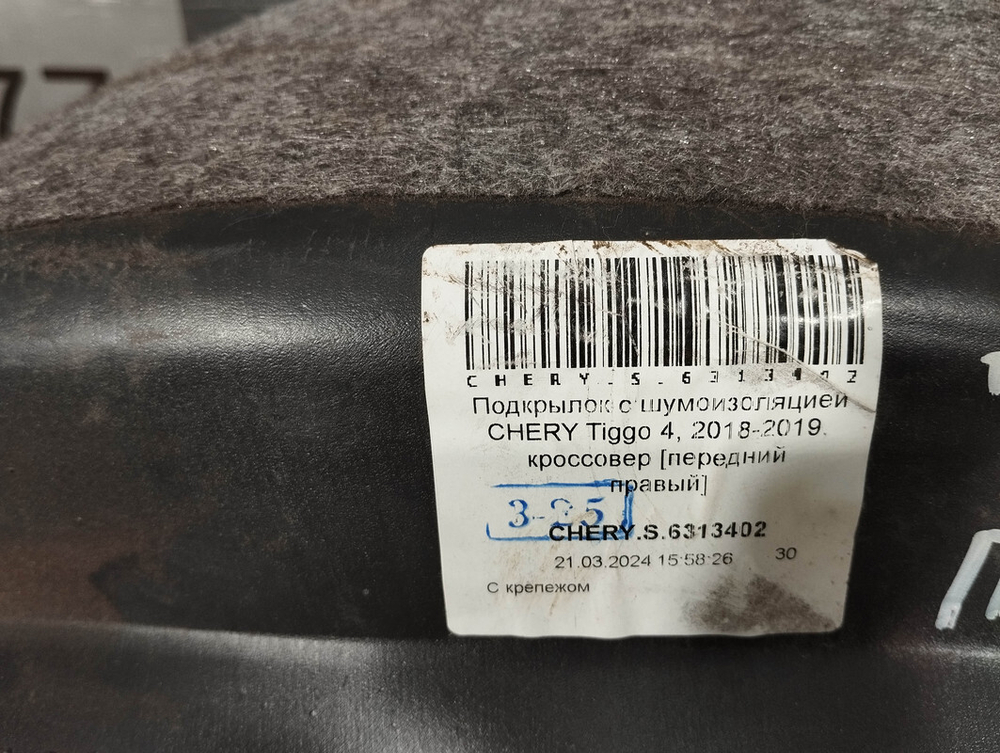 77
CHERY.S.6313402
Подкрылок с шумоизоляцией
CHERY Tiggo 4, 2018-2019.
кроссовер [передний
правый]
3-25
CHERY.S.6313402
21.03.2024 15:58:26 30
С крепежом